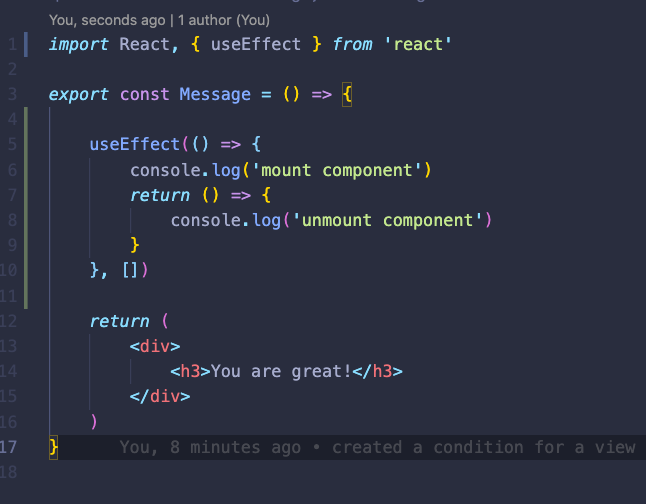 You, seconds ago | 1 author (You)
1 import React, { useEffect } from 'react'
2
3 export const Message = () => {
4
5 useEffect(() => {
6 console.log('mount component')
7 return () => {
8 console.log('unmount component')
9 }
10 }, [])
11
12 return (
13 <div>
14 <h3>You are great!</h3>
15 </div>
16 )
17 } You, 8 minutes ago • created a condition for a view
18